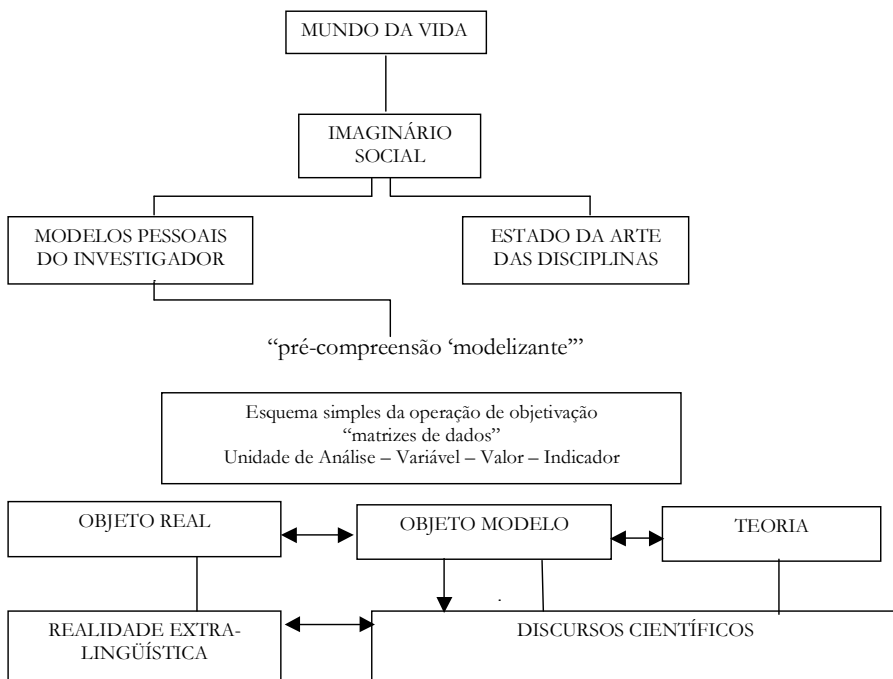 MUNDO DA VIDA
IMAGINÁRIO
SOCIAL
MODELOS PESSOAIS
DO INVESTIGADOR
ESTADO DA ARTE
DAS DISCIPLINAS
“pré-compreensão ‘modelizante’”
Esquema simples da operação de objetivação
“matrizes de dados”
Unidade de Análise – Variável – Valor – Indicador
OBJETO REAL
OBJETO MODELO
TEORIA
REALIDADE EXTRA-
LINGÜÍSTICA
DISCURSOS CIENTÍFICOS